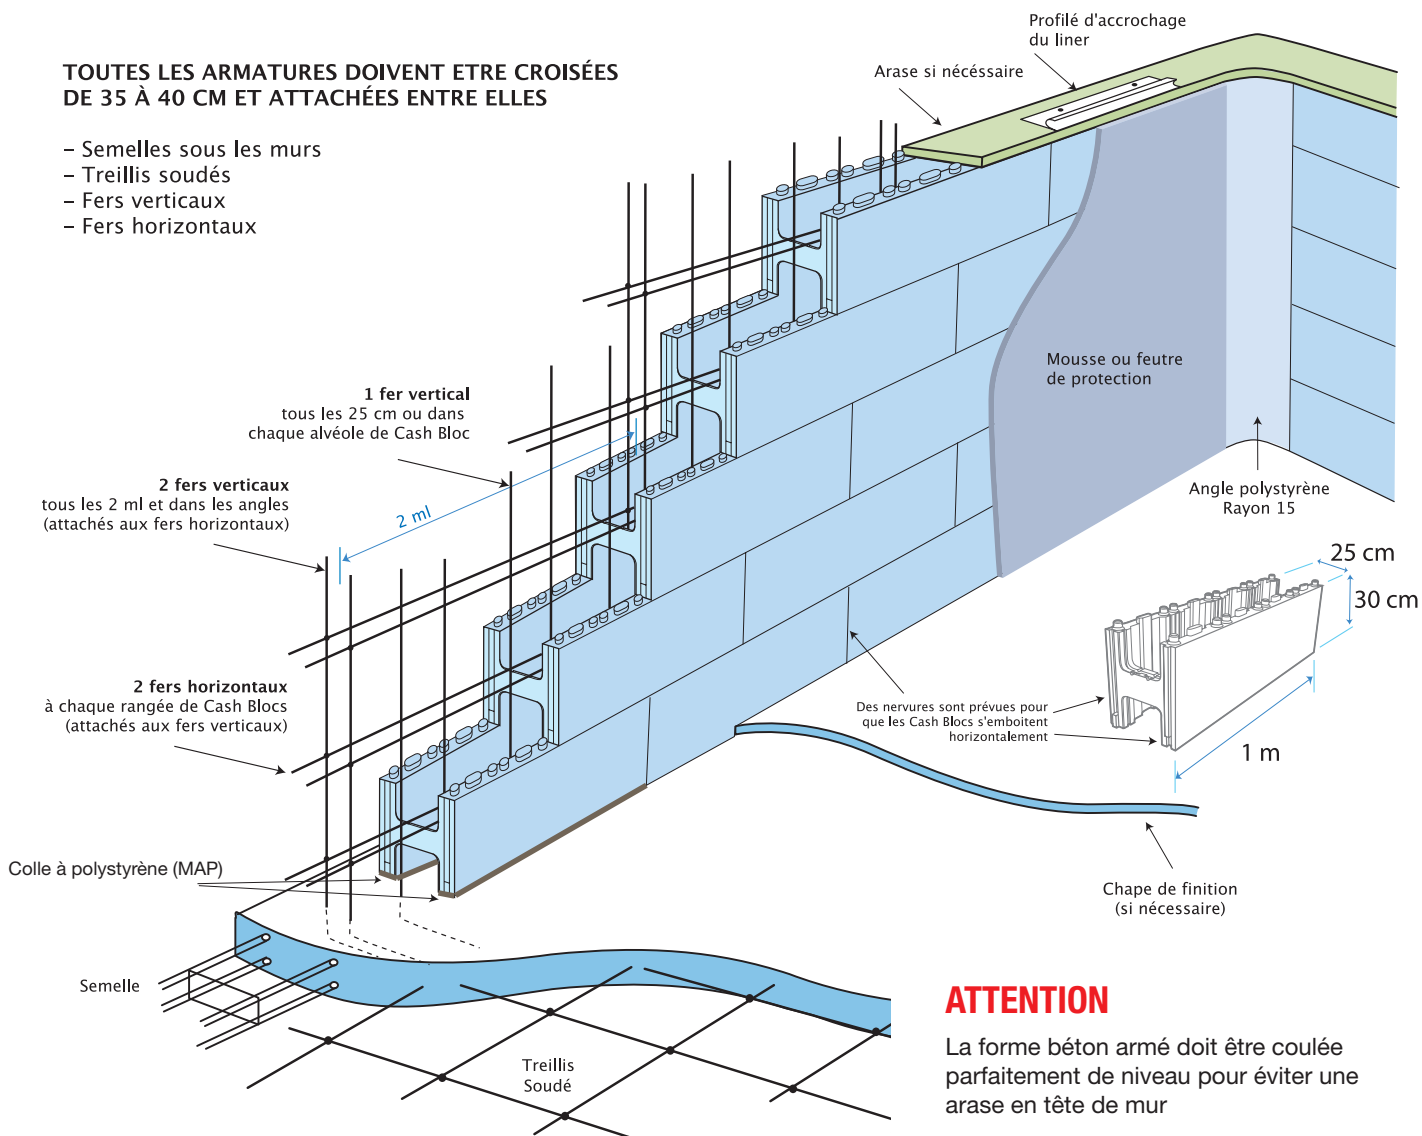 TOUTES LES ARMATURES DOIVENT ETRE CROISÉES
DE 35 À 40 CM ET ATTACHÉES ENTRE ELLES
– Semelles sous les murs
– Treillis soudés
– Fers verticaux
– Fers horizontaux
Profilé d'accrochage
du liner
Arase si nécéssaire
1 fer vertical
tous les 25 cm ou dans
chaque alvéole de Cash Bloc
2 fers verticaux
tous les 2 ml et dans les angles
(attachés aux fers horizontaux)
2 ml
Mousse ou feutre
de protection
Angle polystyrène
Rayon 15
25 cm
30 cm
1 m
2 fers horizontaux
à chaque rangée de Cash Blocs
(attachés aux fers verticaux)
Des nervures sont prévues pour
que les Cash Blocs s'emboitent
horizontalement
Colle à polystyrène (MAP)
Chape de finition
(si nécessaire)
Semelle
Treillis
Soudé
ATTENTION
La forme béton armé doit être coulée
parfaitement de niveau pour éviter une
arase en tête de mur